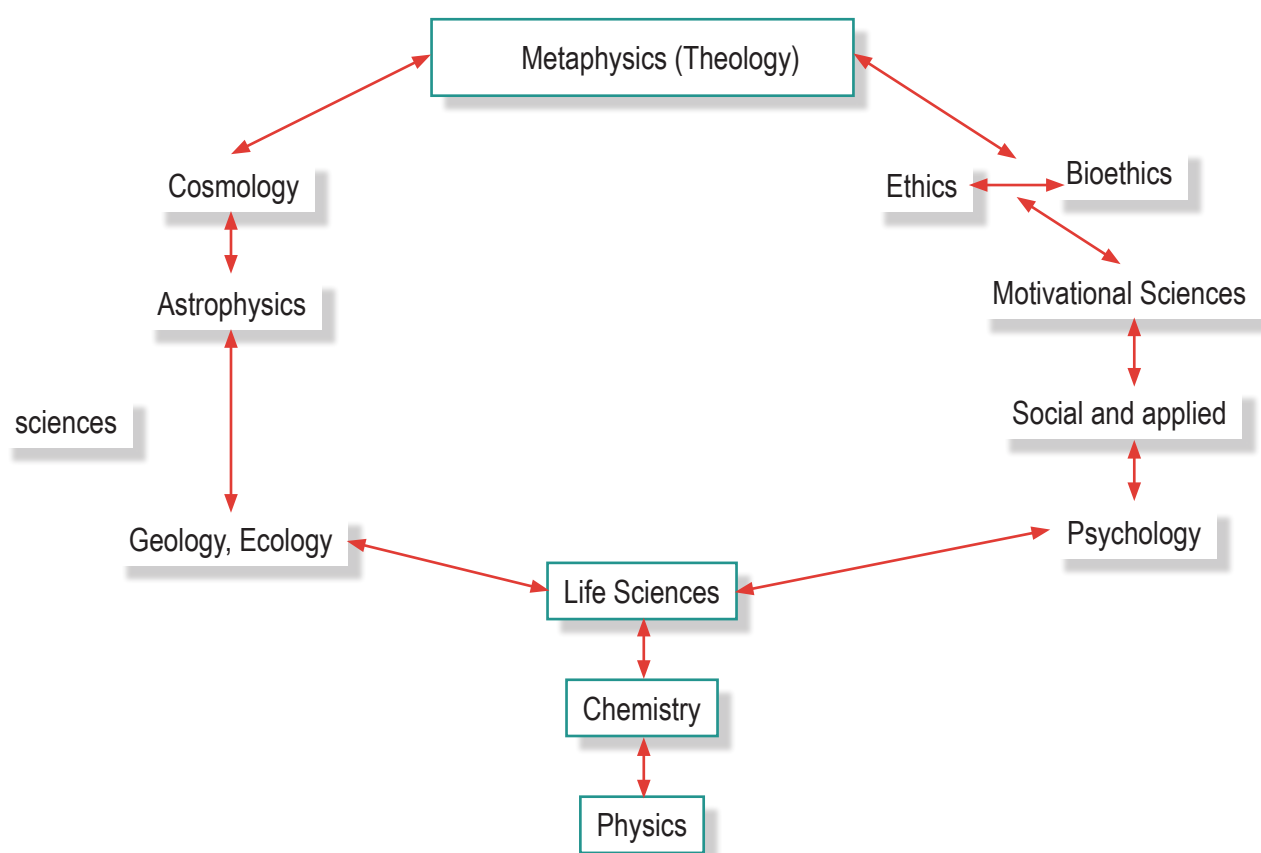 Metaphysics (Theology)
Cosmology
Ethics
Bioethics
Astrophysics
Motivational Sciences
sciences
Social and applied
Geology, Ecology
Psychology
Life Sciences
Chemistry
Physics